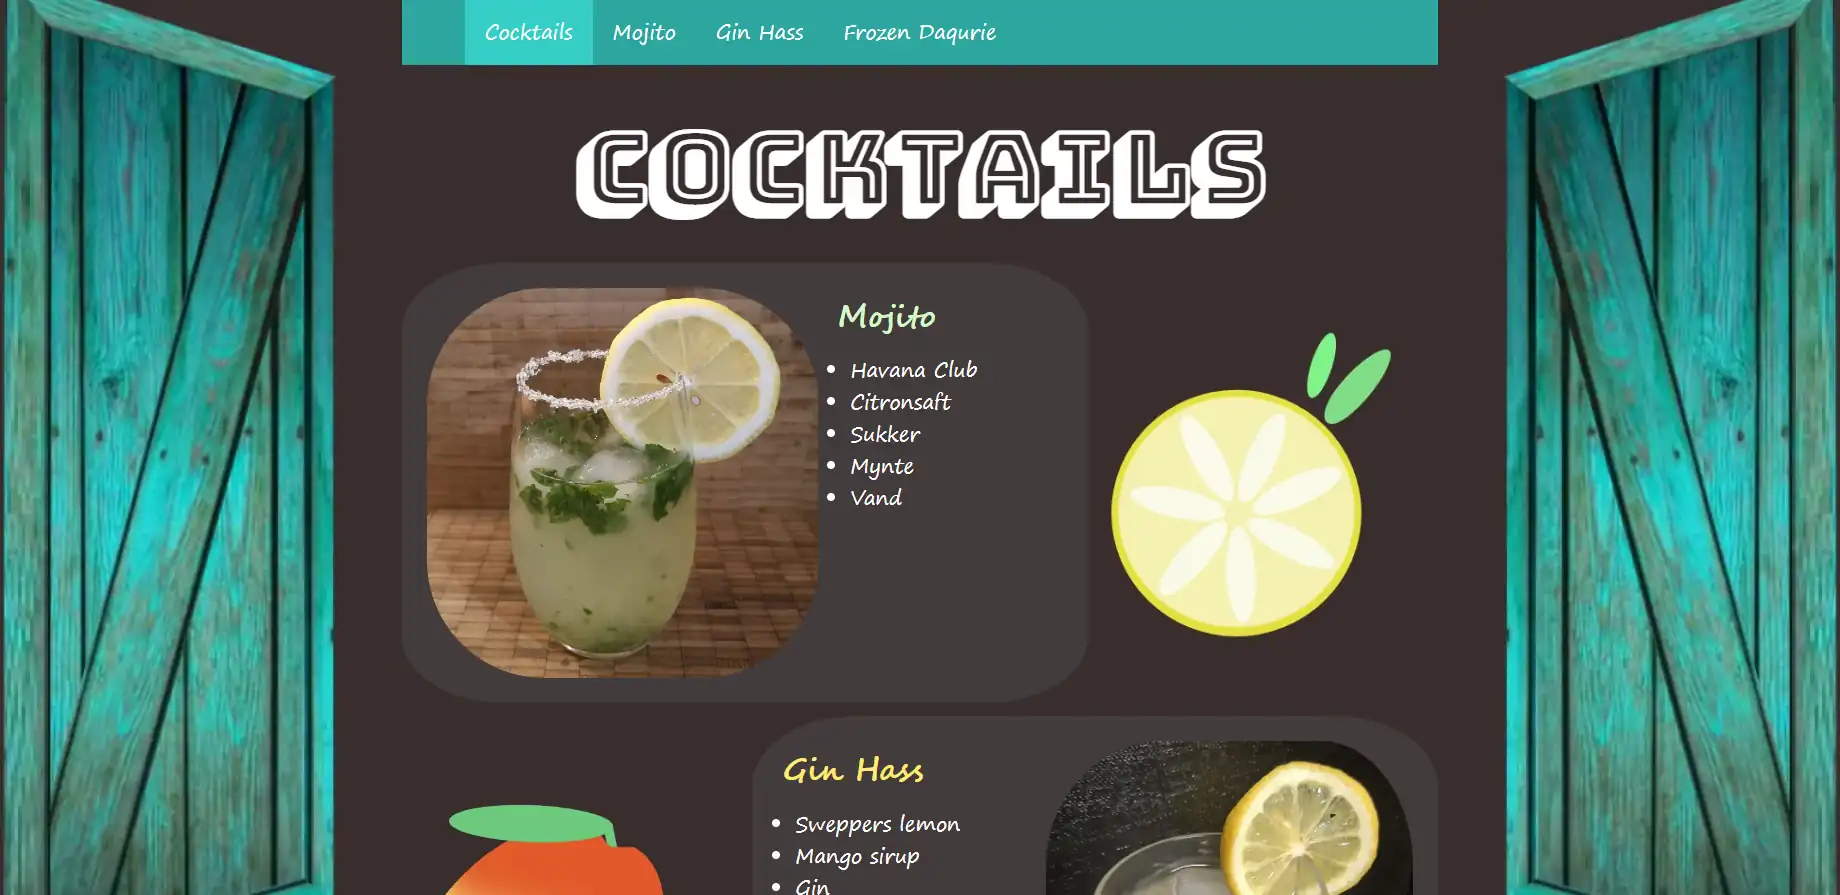 Cocktails Mojito Gin Hass Frozen Daqurie
COCKTAILS
Mojito
Havana Club
Citronsaft
Sukker
Mynte
Vand
Gin Hass
Sweppers lemon
Mango sirup
Gin